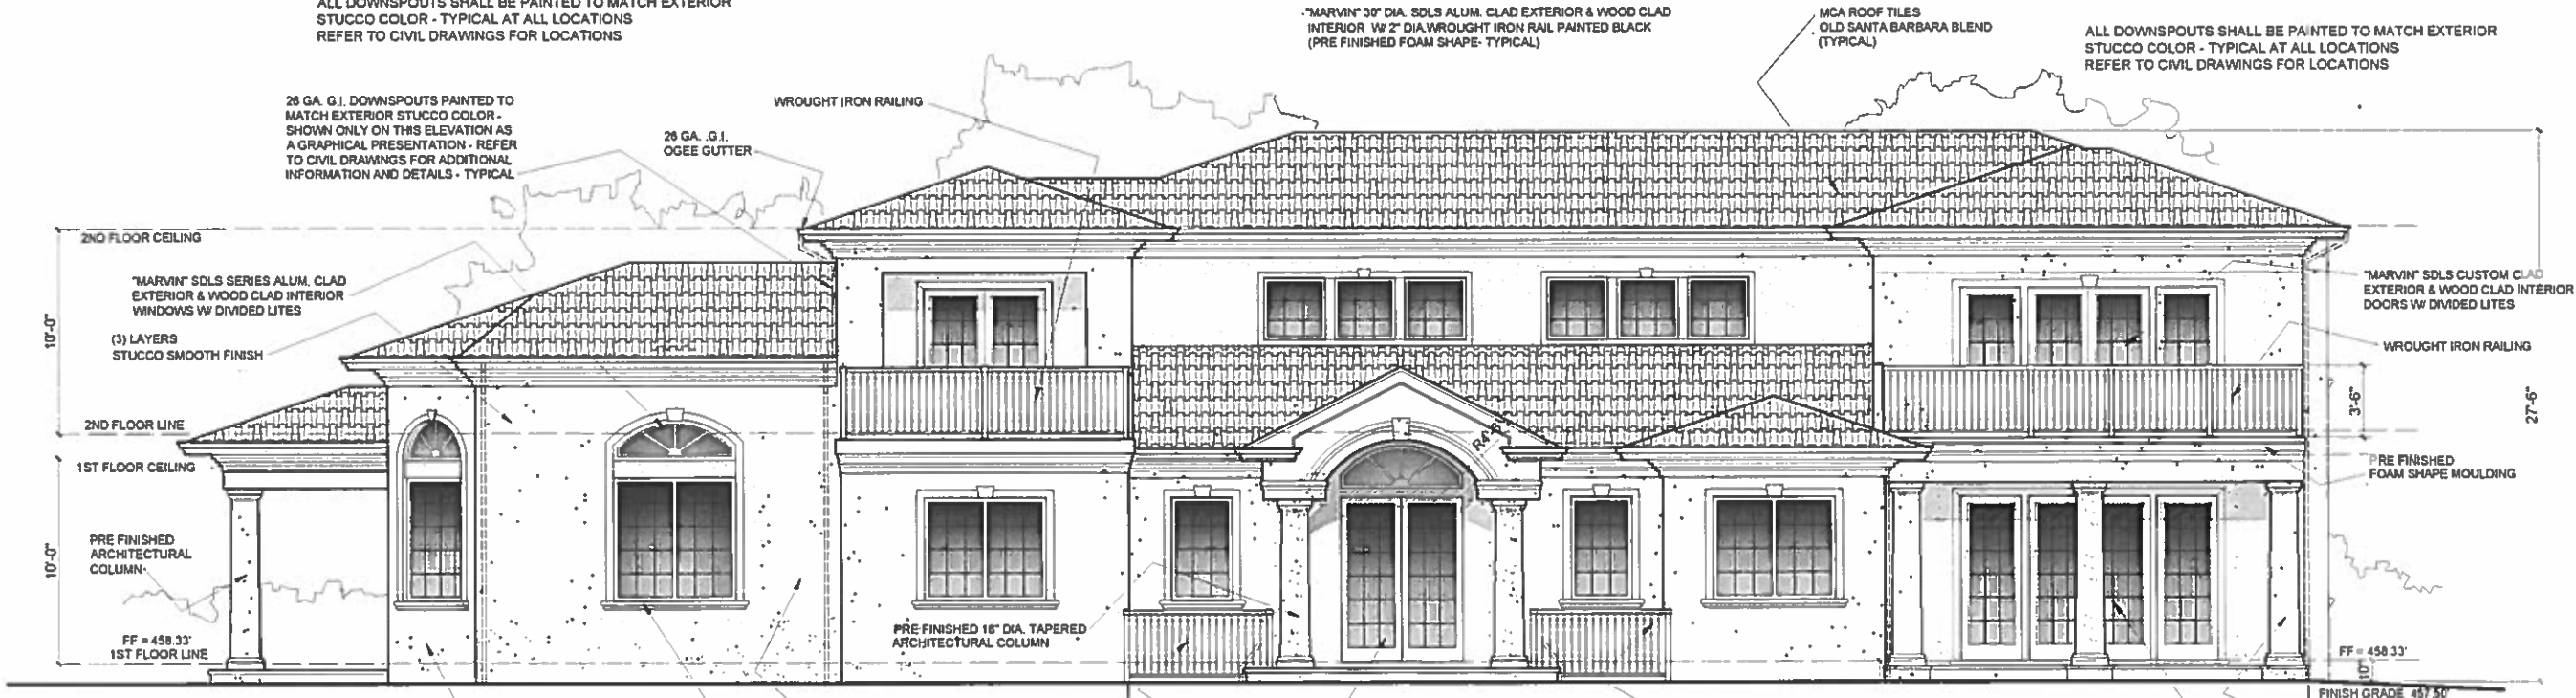 ALL DOWNSPOUTS SHALL BE PAINTED TO MATCH EXTERIOR
STUCCO COLOR - TYPICAL AT ALL LOCATIONS
REFER TO CIVIL DRAWINGS FOR LOCATIONS
"MARVIN" 30" DIA. SDLS ALUM. CLAD EXTERIOR & WOOD CLAD
INTERIOR W/ 2" DIA.WROUGHT IRON RAIL PAINTED BLACK
(PRE FINISHED FOAM SHAPE- TYPICAL)
MCA ROOF TILES
OLD SANTA BARBARA BLEND
(TYPICAL)
ALL DOWNSPOUTS SHALL BE PAINTED TO MATCH EXTERIOR
STUCCO COLOR - TYPICAL AT ALL LOCATIONS
REFER TO CIVIL DRAWINGS FOR LOCATIONS
26 GA. G.I. DOWNSPOUTS PAINTED TO
MATCH EXTERIOR STUCCO COLOR -
SHOWN ONLY ON THIS ELEVATION AS
A GRAPHICAL PRESENTATION - REFER
TO CIVIL DRAWINGS FOR ADDITIONAL
INFORMATION AND DETAILS - TYPICAL
WROUGHT IRON RAILING
26 GA. .G.I.
OGEE GUTTER
2ND FLOOR CEILING
"MARVIN" SDLS SERIES ALUM. CLAD
EXTERIOR & WOOD CLAD INTERIOR
WINDOWS W/ DIVIDED LITES
(3) LAYERS
STUCCO SMOOTH FINISH
10'-0"
2ND FLOOR LINE
1ST FLOOR CEILING
PRE FINISHED
ARCHITECTURAL
COLUMN
10'-0"
FF = 458.33'
1ST FLOOR LINE
PRE-FINISHED 16" DIA. TAPERED
ARCHITECTURAL COLUMN
R4'-6"
"MARVIN" SDLS CUSTOM CLAD
EXTERIOR & WOOD CLAD INTERIOR
DOORS W/ DIVIDED LITES
WROUGHT IRON RAILING
3'-6"
27'-6"
PRE FINISHED
FOAM SHAPE MOULDING
FF = 458.33'
10"
FINISH GRADE 457.50'